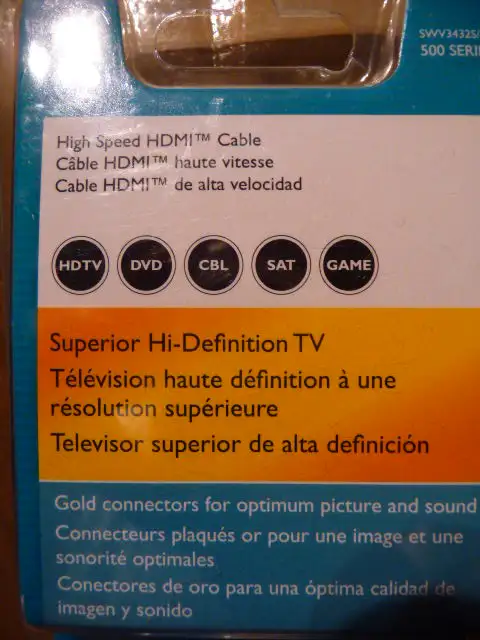 SWV3432S/
500 SERI
High Speed HDMI™ Cable
Câble HDMI™ haute vitesse
Cable HDMI™ de alta velocidad
HDTV DVD CBL SAT GAME
Superior Hi-Definition TV
Télévision haute définition à une
résolution supérieure
Televisor superior de alta definición
Gold connectors for optimum picture and sound
Connecteurs plaqués or pour une image et une
sonorité optimales
Conectores de oro para una óptima calidad de
imagen y sonido